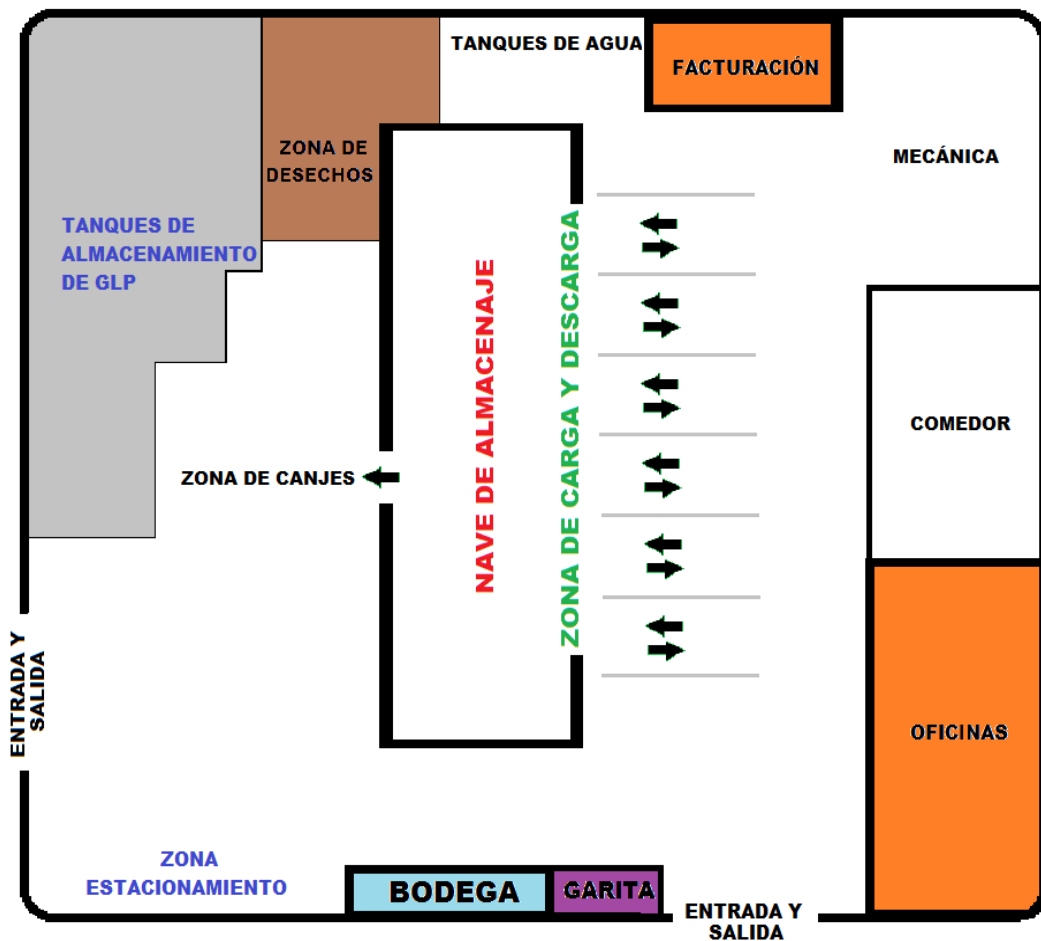 TANQUES DE AGUA
FACTURACIÓN
ZONA DE
DESECHOS
MECÁNICA
TANQUES DE
ALMACENAMIENTO
DE GLP
NAVE DE ALMACENAJE
ZONA DE CARGA Y DESCARGA
COMEDOR
ZONA DE CANJES
ENTRADA Y
SALIDA
OFICINAS
ZONA
ESTACIONAMIENTO
BODEGA
GARITA
ENTRADA Y
SALIDA